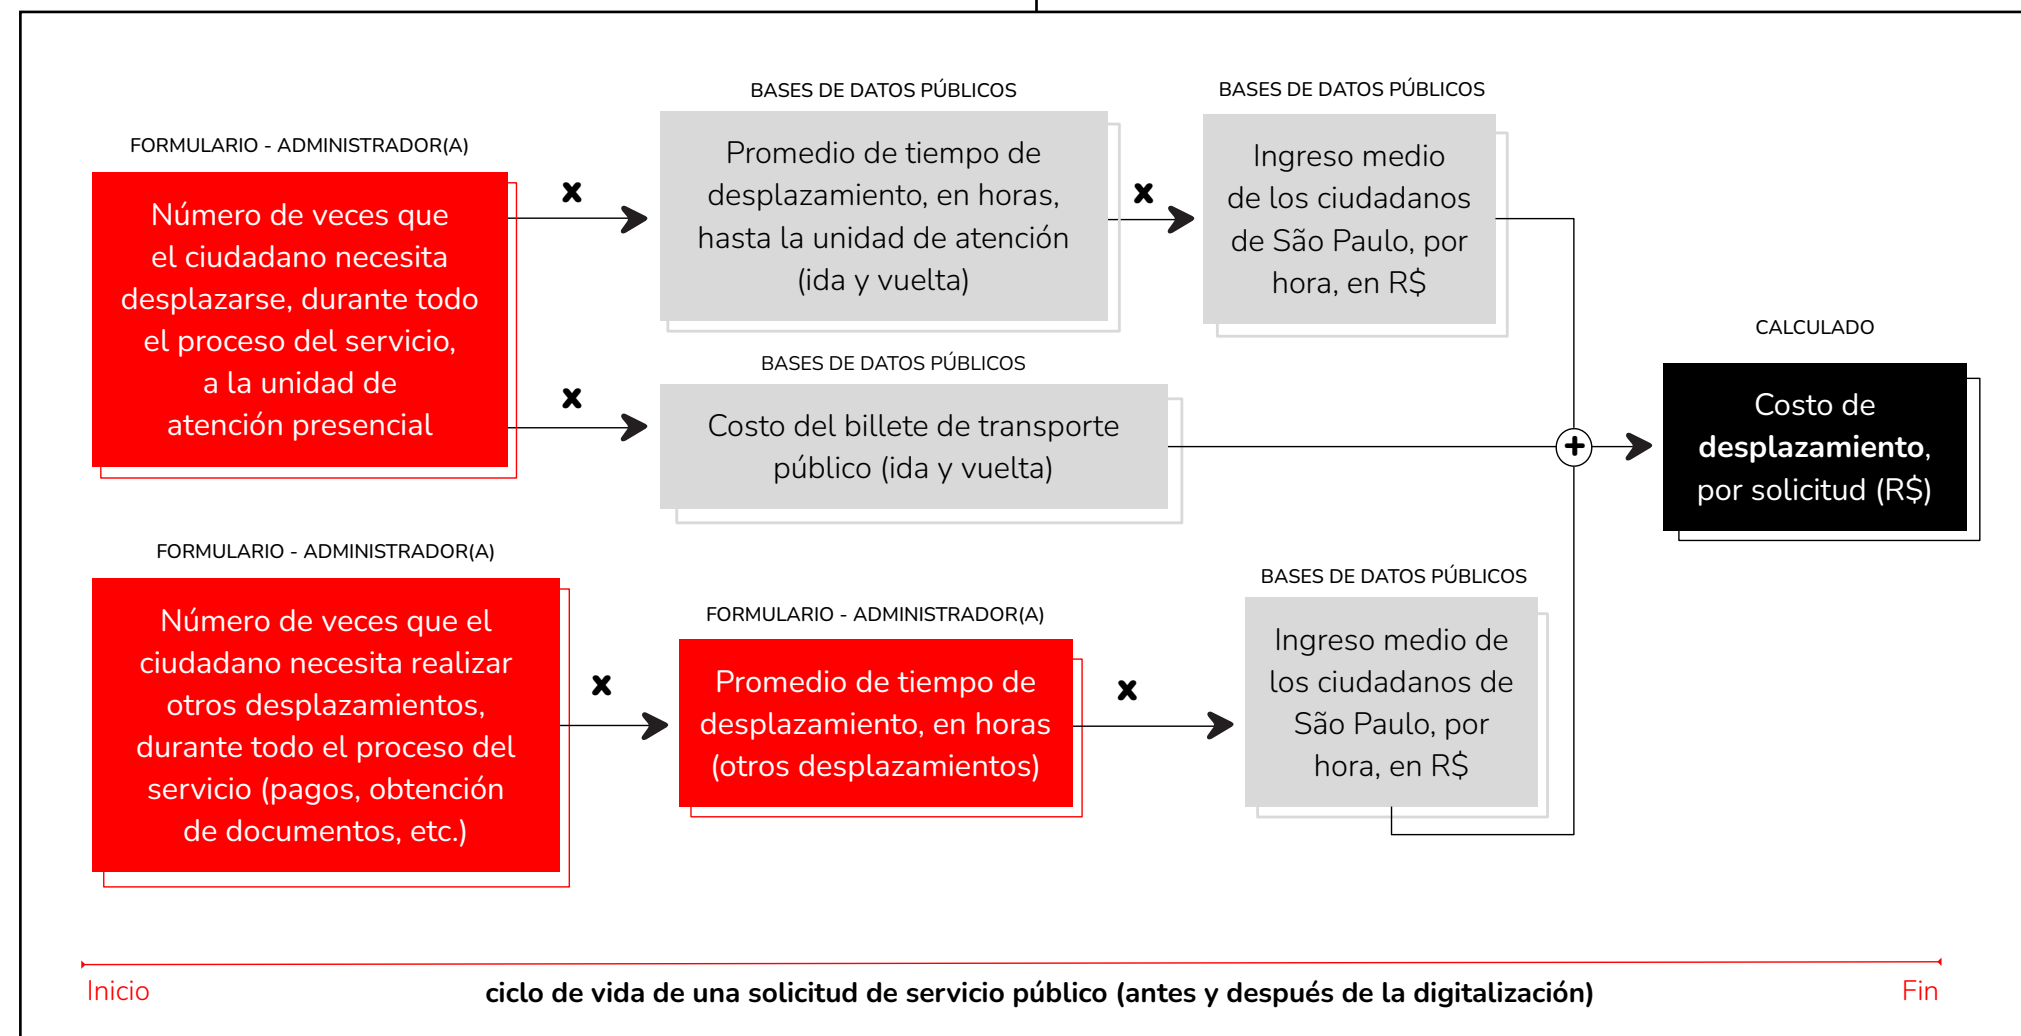 FORMULARIO - ADMINISTRADOR(A)
Número de veces que
el ciudadano necesita
desplazarse, durante todo
el proceso del servicio,
a la unidad de
atención presencial
x
BASES DE DATOS PÚBLICOS
Promedio de tiempo de
desplazamiento, en horas,
hasta la unidad de atención
(ida y vuelta)
x
BASES DE DATOS PÚBLICOS
Ingreso medio
de los ciudadanos
de São Paulo, por
hora, en R$
x
BASES DE DATOS PÚBLICOS
Costo del billete de transporte
público (ida y vuelta)
+
CALCULADO
Costo de
desplazamiento,
por solicitud (R$)
FORMULARIO - ADMINISTRADOR(A)
Número de veces que el
ciudadano necesita realizar
otros desplazamientos,
durante todo el proceso del
servicio (pagos, obtención
de documentos, etc.)
x
FORMULARIO - ADMINISTRADOR(A)
Promedio de tiempo de
desplazamiento, en horas
(otros desplazamientos)
x
BASES DE DATOS PÚBLICOS
Ingreso medio de
los ciudadanos de
São Paulo, por
hora, en R$
Inicio
ciclo de vida de una solicitud de servicio público (antes y después de la digitalización)
Fin